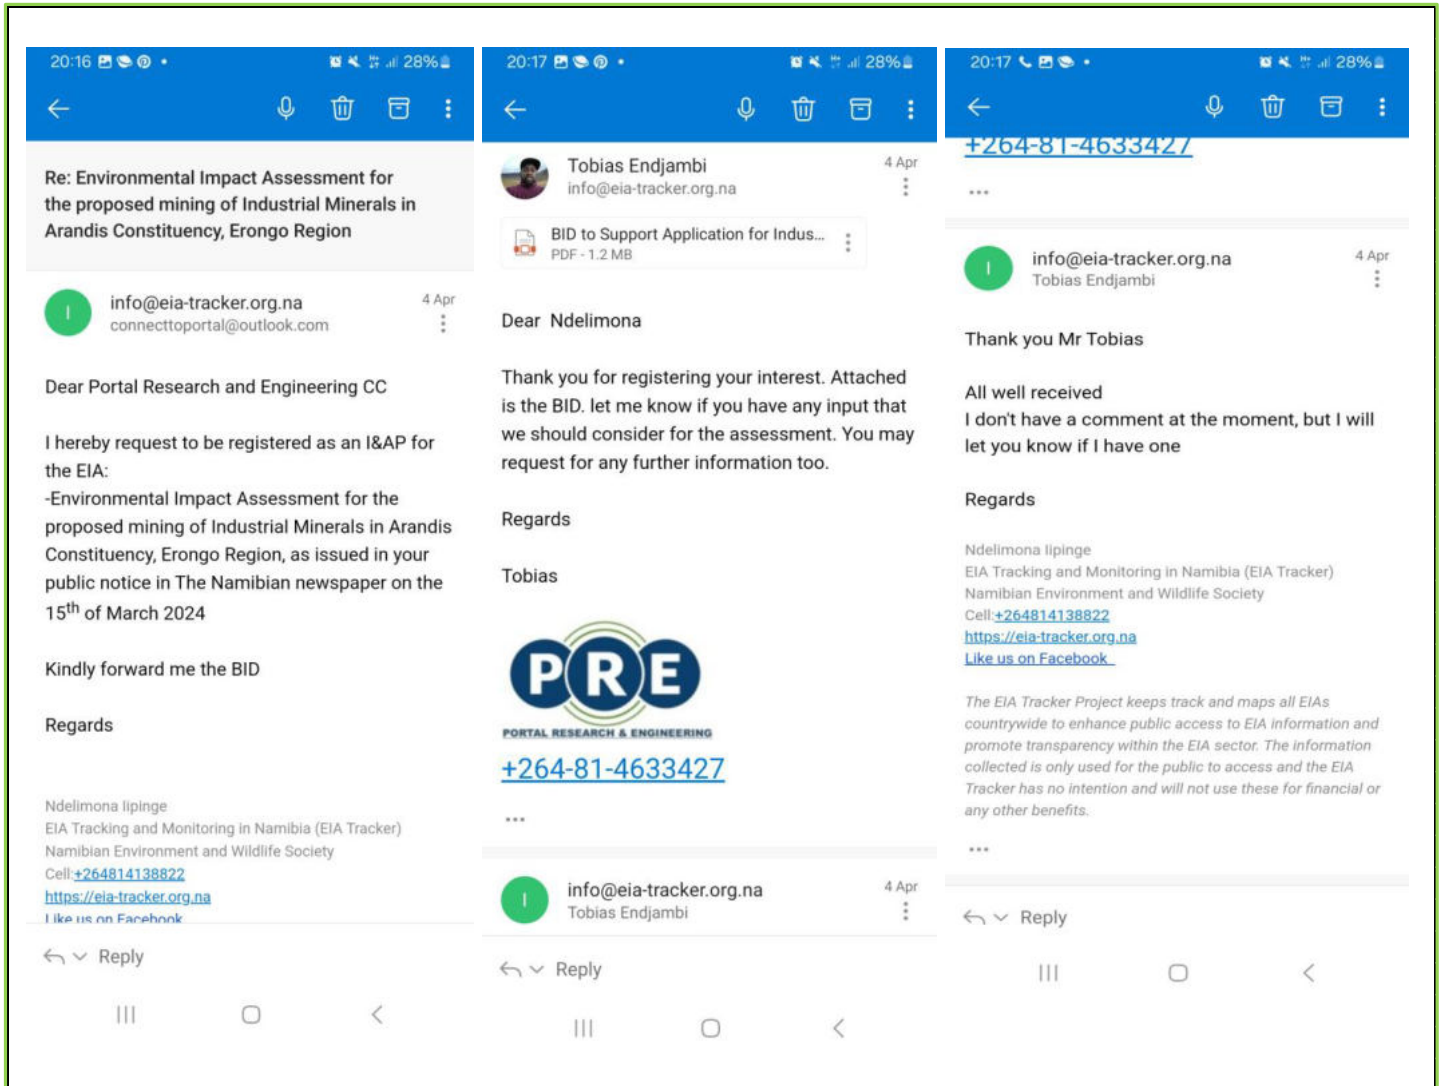 20:16
28%
Re: Environmental Impact Assessment for
the proposed mining of Industrial Minerals in
Arandis Constituency, Erongo Region
I
info@eia-tracker.org.na
4 Apr
connecttoportal@outlook.com
Dear Portal Research and Engineering CC
I hereby request to be registered as an I&AP for
the EIA:
-Environmental Impact Assessment for the
proposed mining of Industrial Minerals in Arandis
Constituency, Erongo Region, as issued in your
public notice in The Namibian newspaper on the
15th of March 2024
Kindly forward me the BID
Regards
Ndelimona Iipinge
EIA Tracking and Monitoring in Namibia (EIA Tracker)
Namibian Environment and Wildlife Society
Cell:+264814138822
https://eia-tracker.org.na
Like us on Facebook
Reply
20:17
28%
Tobias Endjambi
4 Apr
info@eia-tracker.org.na
BID to Support Application for Indus...
PDF - 1.2 MB
Dear Ndelimona
Thank you for registering your interest. Attached
is the BID. let me know if you have any input that
we should consider for the assessment. You may
request for any further information too.
Regards
Tobias
PRE
PORTAL RESEARCH & ENGINEERING
+264-81-4633427
...
I
info@eia-tracker.org.na
4 Apr
Tobias Endjambi
Reply
20:17
28%
+264-81-4633427
...
I
info@eia-tracker.org.na
4 Apr
Tobias Endjambi
Thank you Mr Tobias
All well received
I don't have a comment at the moment, but I will
let you know if I have one
Regards
Ndelimona Iipinge
EIA Tracking and Monitoring in Namibia (EIA Tracker)
Namibian Environment and Wildlife Society
Cell:+264814138822
https://eia-tracker.org.na
Like us on Facebook
The EIA Tracker Project keeps track and maps all EIAs
countrywide to enhance public access to EIA information and
promote transparency within the EIA sector. The information
collected is only used for the public to access and the EIA
Tracker has no intention and will not use these for financial or
any other benefits.
...
Reply